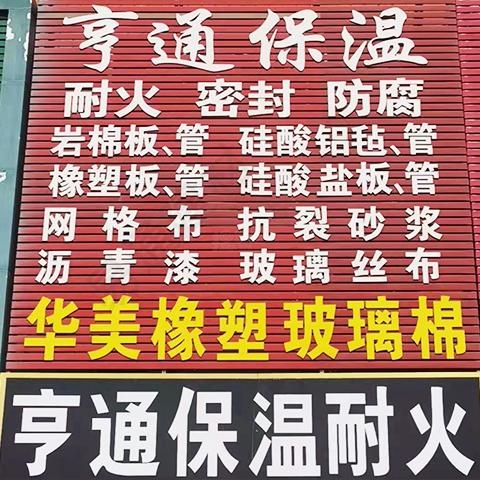 亨通保温
耐火 密封 防腐
岩棉板、管 硅酸铝毡、管
橡塑板、管 硅酸盐板、管
网格布 抗裂砂浆
沥青漆 玻璃丝布
华美橡塑玻璃棉
亨通保温耐火